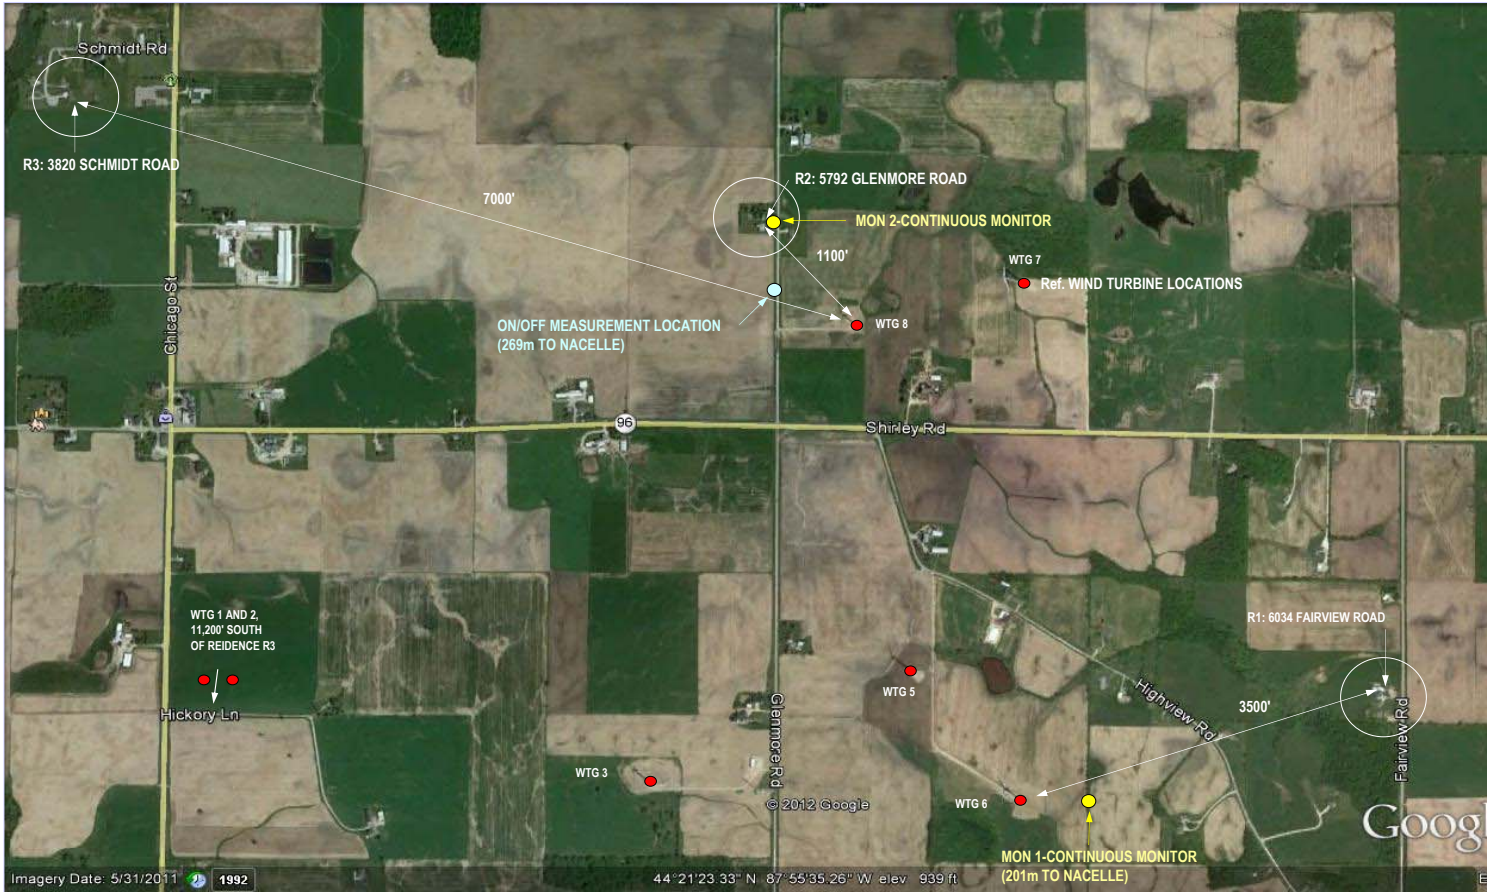 Schmidt Rd
R3: 3820 SCHMIDT ROAD
7000'
R2: 5792 GLENMORE ROAD
MON 2-CONTINUOUS MONITOR
1100'
WTG 7
Ref. WIND TURBINE LOCATIONS
Chicago St
ON/OFF MEASUREMENT LOCATION
(269m TO NACELLE)
WTG 8
96
Shirley Rd
WTG 1 AND 2,
11,200' SOUTH
OF REIDENCE R3
Hickory Ln
R1: 6034 FAIRVIEW ROAD
WTG 5
Highview Rd
3500'
Fairview Rd
Glenmore Rd
WTG 3
WTG 6
© 2012 Google
MON 1-CONTINUOUS MONITOR
(201m TO NACELLE)
Googl
Imagery Date: 5/31/2011
1992
44°21'23.33" N 87°55'35.26" W elev 939 ft
E